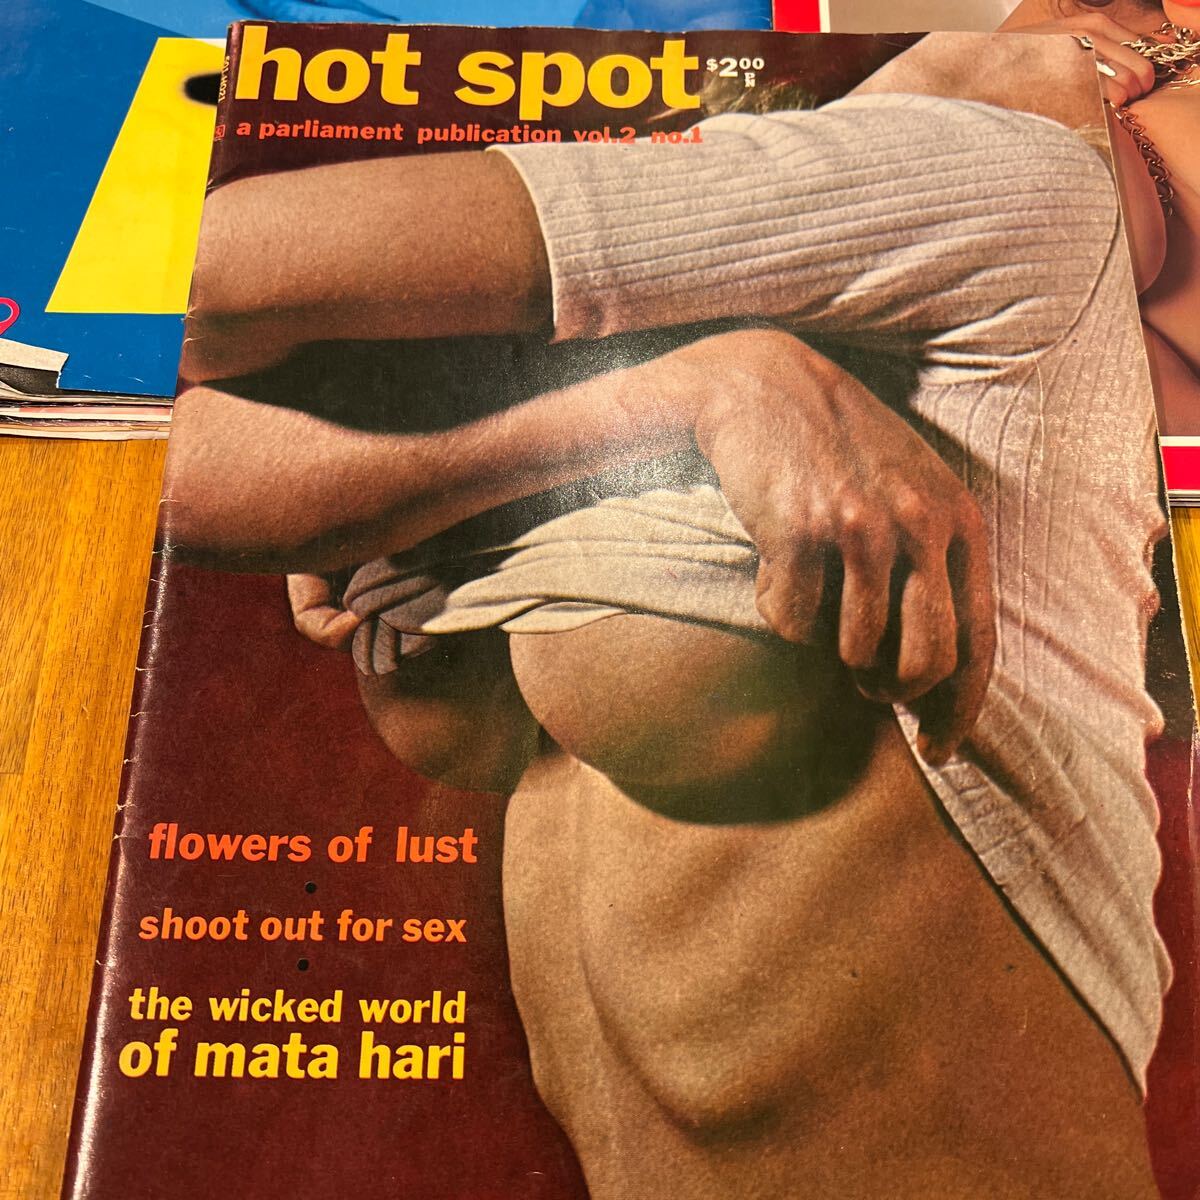 hot spot
$2.00
PN
a parliament publication vol.2 no.1
flowers of lust
shoot out for sex
the wicked world
of mata hari